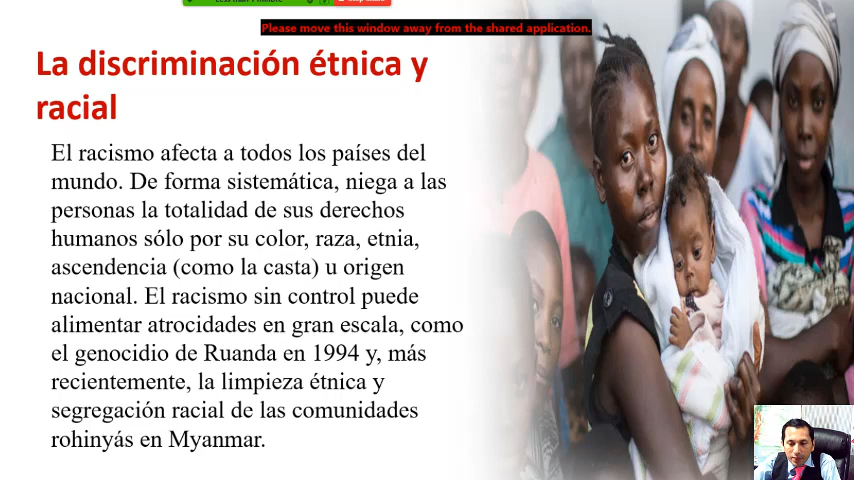 Please move this window away from the shared application.
La discriminación étnica y
racial
El racismo afecta a todos los países del
mundo. De forma sistemática, niega a las
personas la totalidad de sus derechos
humanos sólo por su color, raza, etnia,
ascendencia (como la casta) u origen
nacional. El racismo sin control puede
alimentar atrocidades en gran escala, como
el genocidio de Ruanda en 1994 y, más
recientemente, la limpieza étnica y
segregación racial de las comunidades
rohinyás en Myanmar.